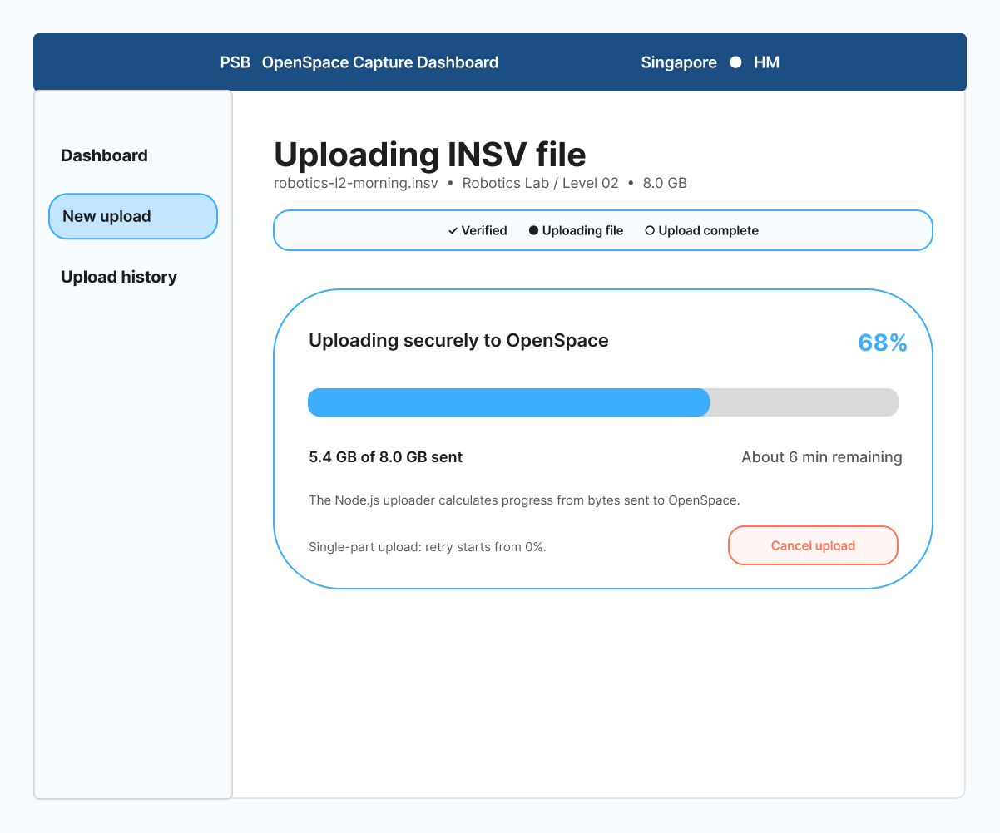 PSB OpenSpace Capture Dashboard Singapore ● HM
Dashboard
New upload
Upload history
Uploading INSV file
robotics-l2-morning.insv • Robotics Lab / Level 02 • 8.0 GB
✓ Verified ● Uploading file ○ Upload complete
Uploading securely to OpenSpace 68%
5.4 GB of 8.0 GB sent About 6 min remaining
The Node.js uploader calculates progress from bytes sent to OpenSpace.
Single-part upload: retry starts from 0%. Cancel upload